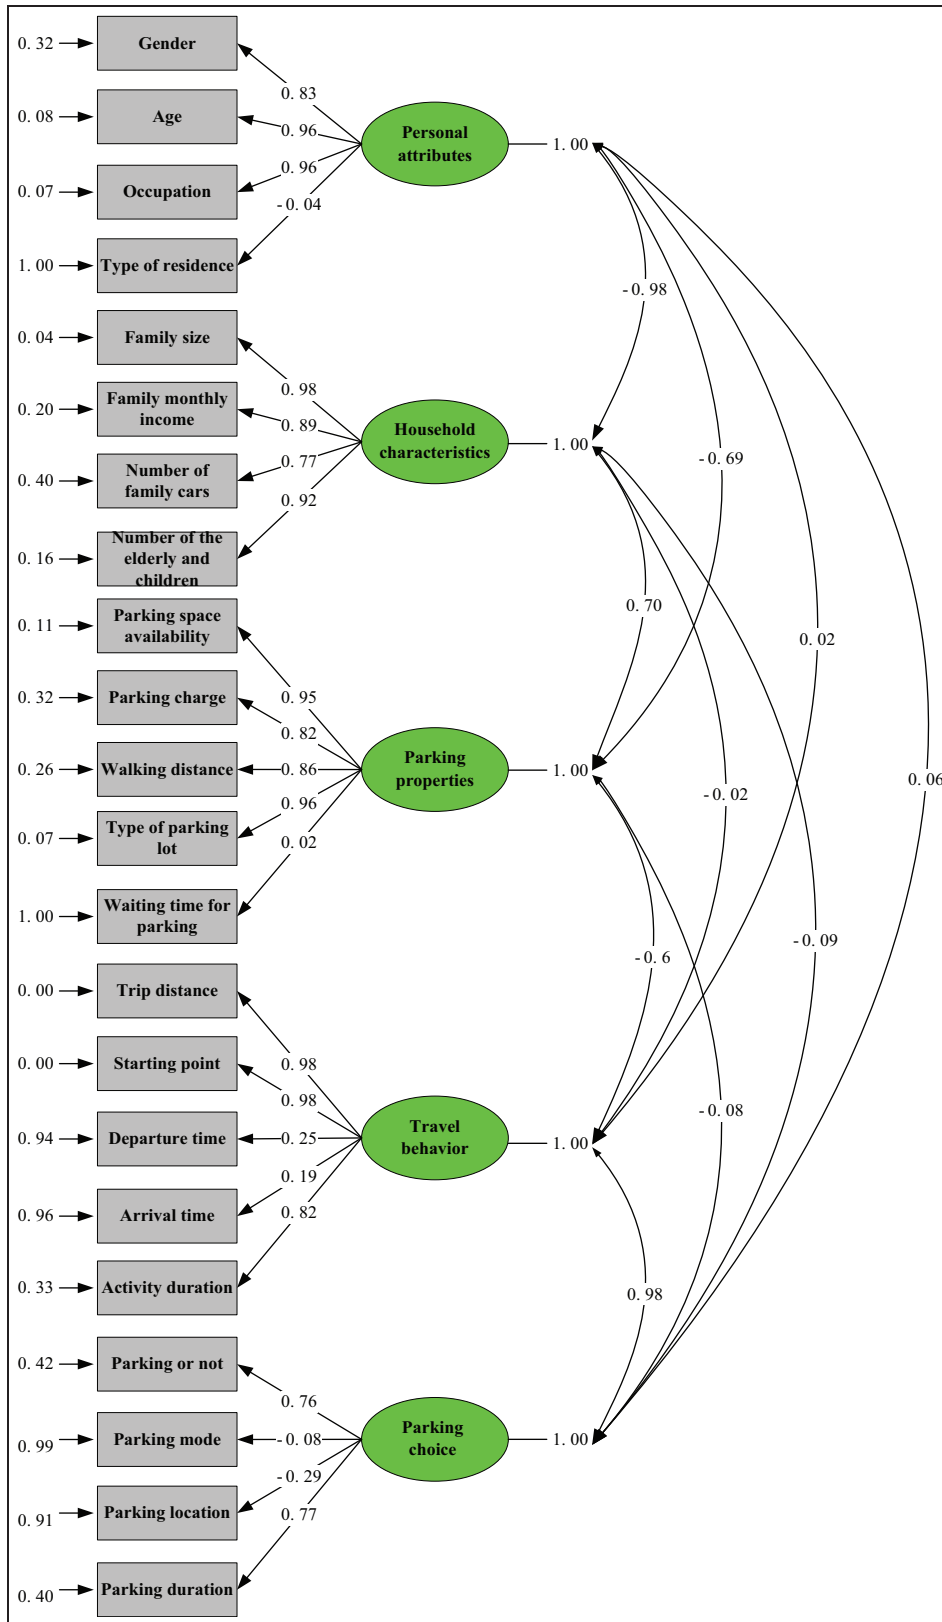 0.32
Gender
0.83
0.08
Age
0.96
Personal
attributes
1.00
0.07
Occupation
0.96
-0.04
1.00
Type of residence
-0.98
0.04
Family size
0.98
0.20
Family monthly
income
0.89
Household
characteristics
1.00
-0.69
0.40
Number of
family cars
0.77
0.92
0.16
Number of the
elderly and
children
0.70
0.11
Parking space
availability
0.02
0.95
0.32
Parking charge
0.82
0.26
Walking distance
0.86
Parking
properties
1.00
-0.02
0.06
0.07
Type of parking
lot
0.96
0.02
1.00
Waiting time for
parking
-0.6
-0.09
0.00
Trip distance
0.98
0.00
Starting point
0.98
-0.08
0.94
Departure time
0.25
Travel
behavior
1.00
0.19
0.96
Arrival time
0.82
0.33
Activity duration
0.98
0.42
Parking or not
0.76
0.99
Parking mode
-0.08
Parking
choice
1.00
-0.29
0.91
Parking location
0.77
0.40
Parking duration